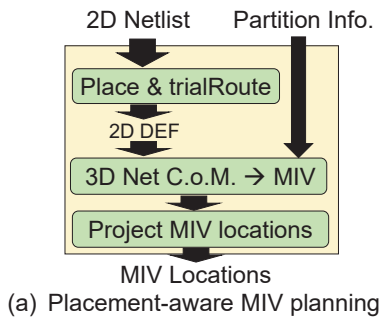 2D Netlist Partition Info.
Place & trialRoute
2D DEF
3D Net C.o.M. → MIV
Project MIV locations
MIV Locations
(a) Placement-aware MIV planning